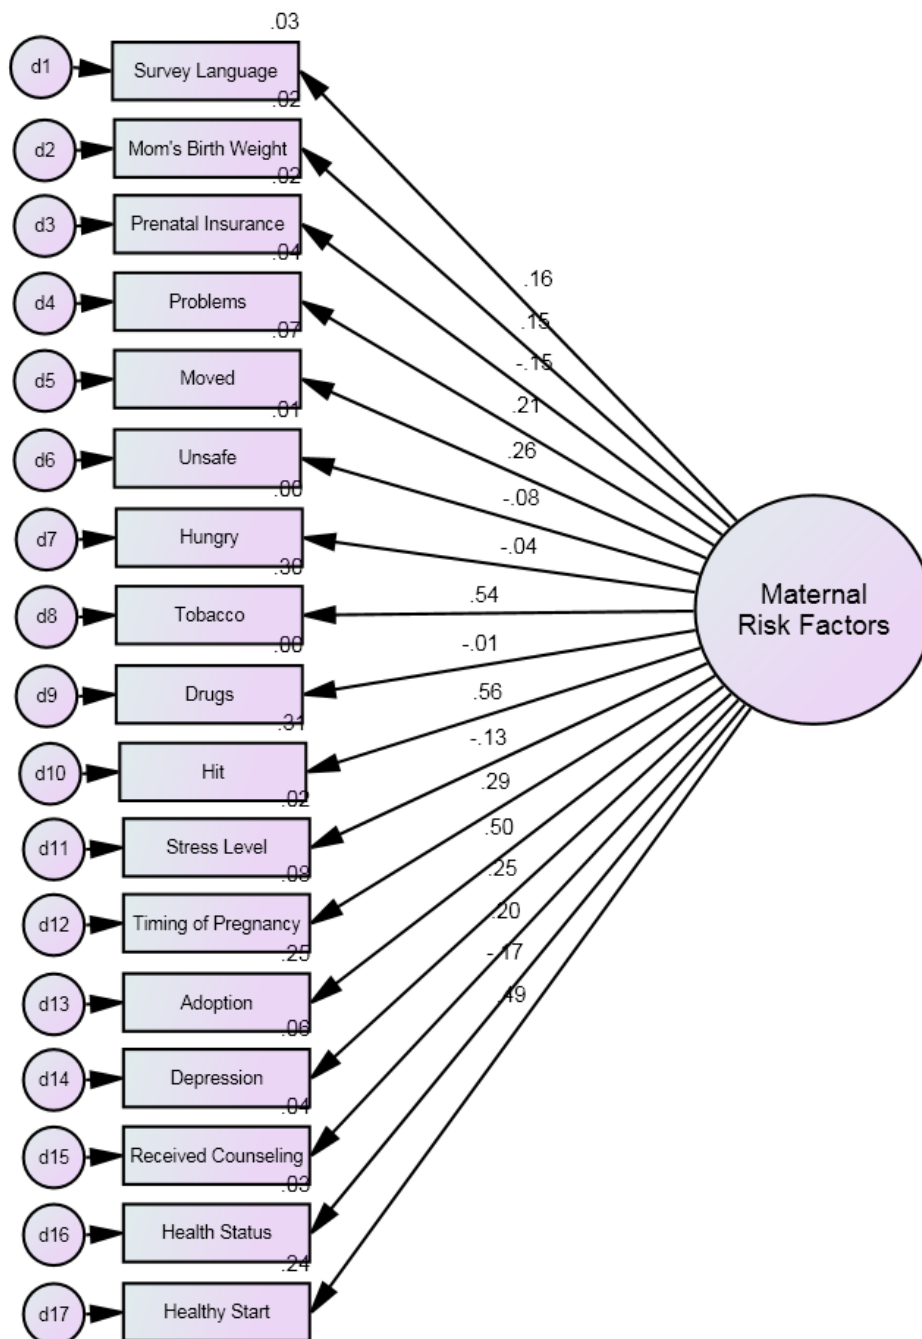 .03
d1
Survey Language
.02
.16
d2
Mom's Birth Weight
.02
.15
d3
Prenatal Insurance
.04
-.15
d4
Problems
.07
.21
d5
Moved
.01
.26
d6
Unsafe
.00
-.08
d7
Hungry
.30
-.04
d8
Tobacco
.00
.54
Maternal
Risk Factors
d9
Drugs
.31
-.01
d10
Hit
.02
.56
d11
Stress Level
.08
-.13
d12
Timing of Pregnancy
.25
.29
d13
Adoption
.06
.50
d14
Depression
.04
.25
d15
Received Counseling
.03
.20
d16
Health Status
.24
-.17
d17
Healthy Start
.49